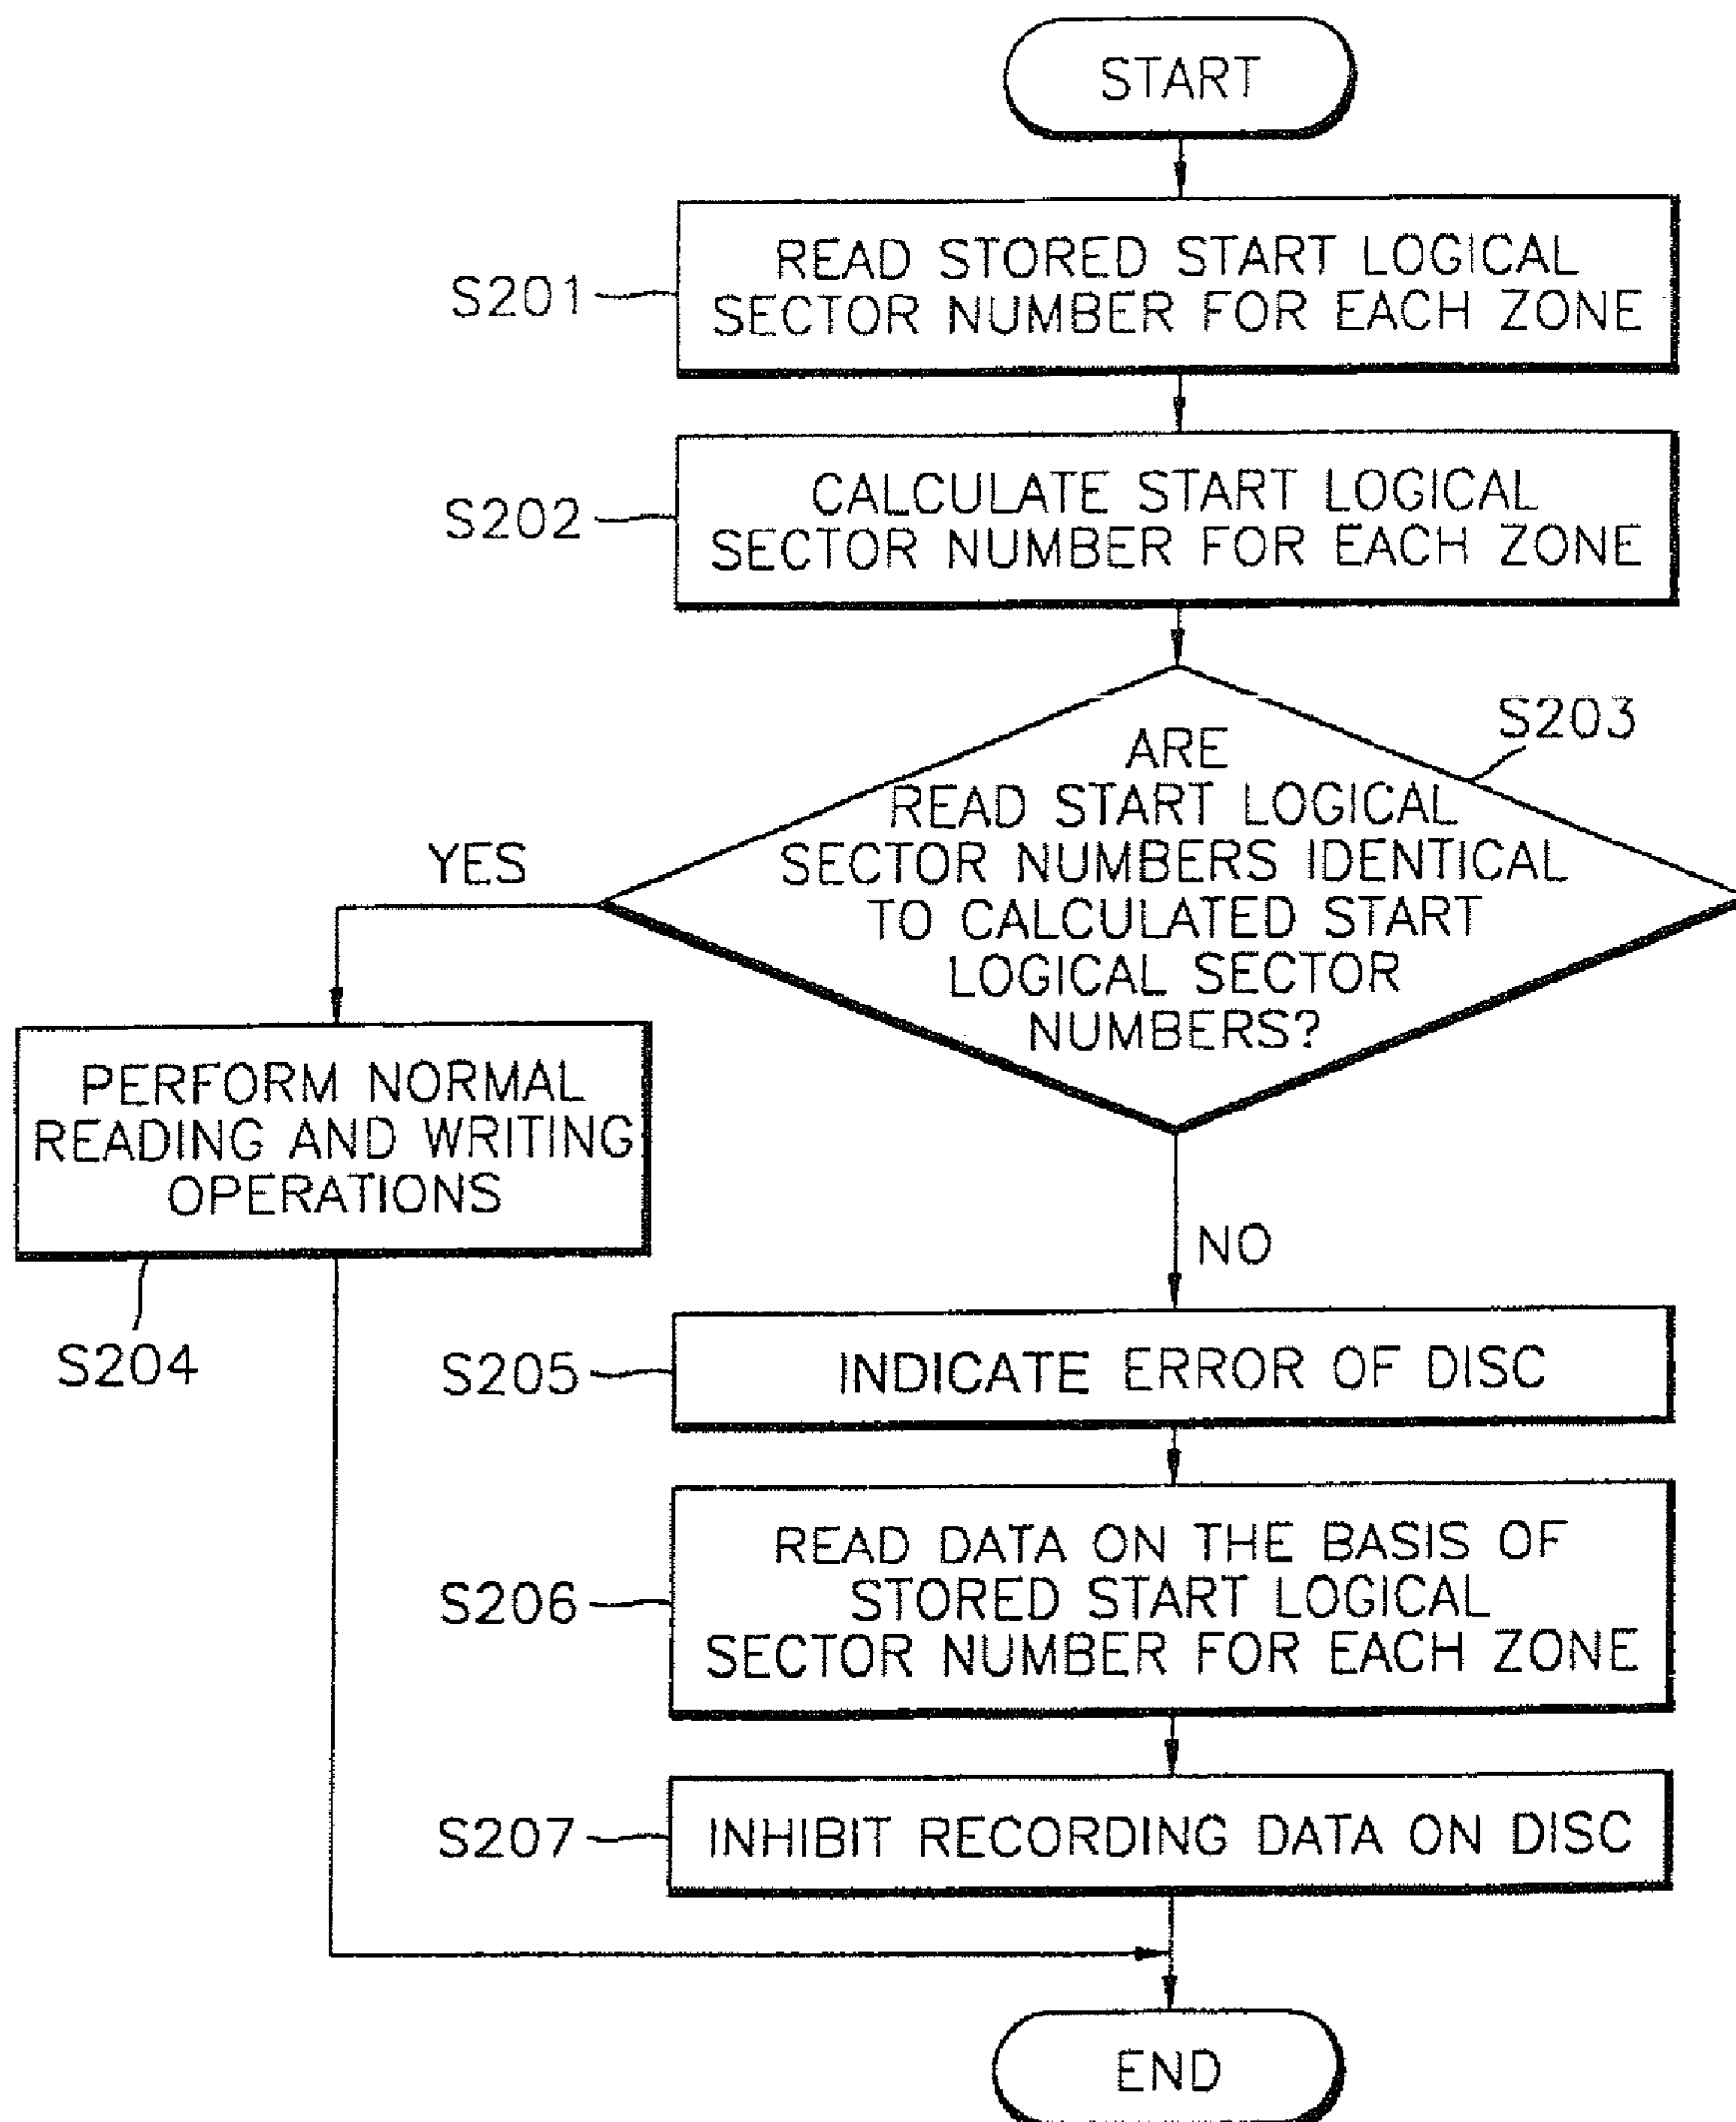 START
S201
READ STORED START LOGICAL
SECTOR NUMBER FOR EACH ZONE
S202
CALCULATE START LOGICAL
SECTOR NUMBER FOR EACH ZONE
S203
ARE
READ START LOGICAL
SECTOR NUMBERS IDENTICAL
TO CALCULATED START
LOGICAL SECTOR
NUMBERS?
YES
PERFORM NORMAL
READING AND WRITING
OPERATIONS
S204
NO
S205
INDICATE ERROR OF DISC
S206
READ DATA ON THE BASIS OF
STORED START LOGICAL
SECTOR NUMBER FOR EACH ZONE
S207
INHIBIT RECORDING DATA ON DISC
END